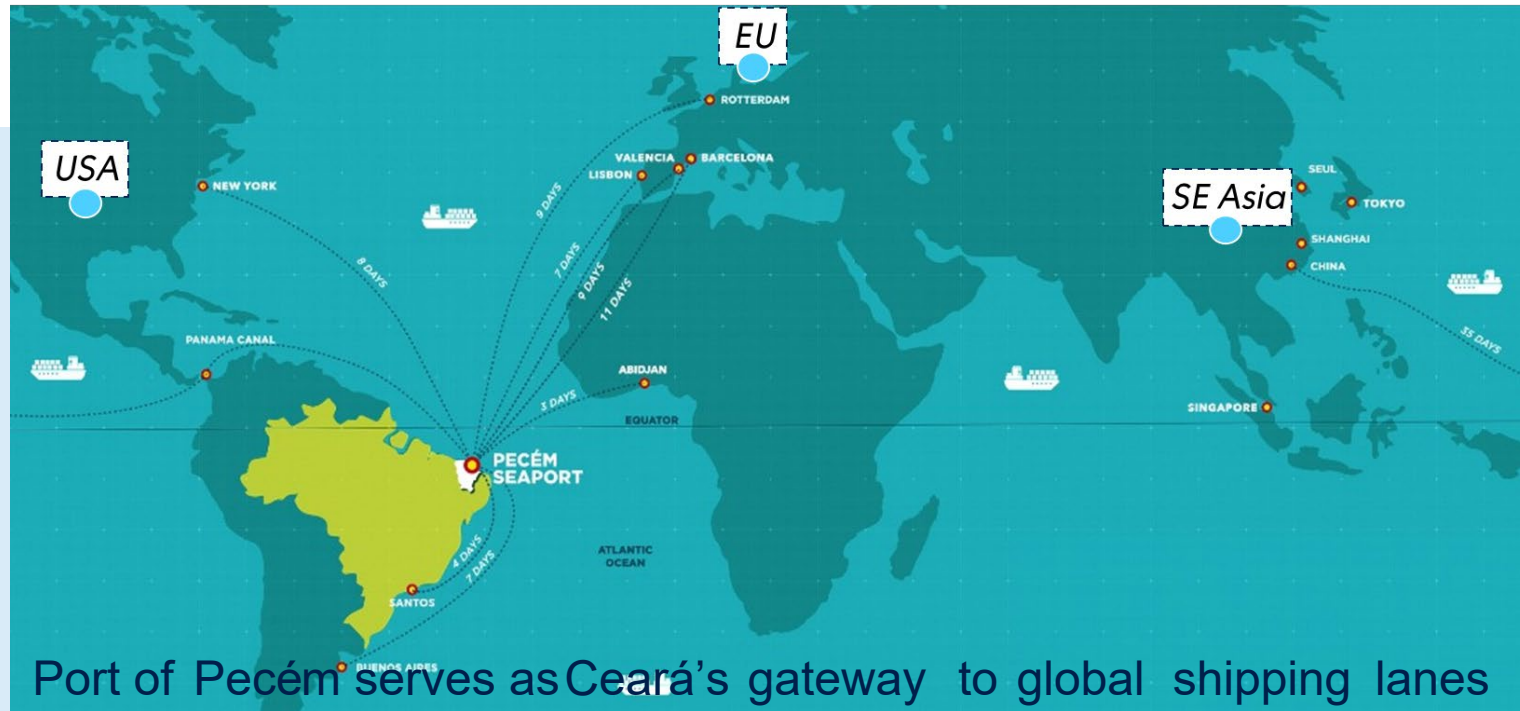 EU
ROTTERDAM
USA
NEW YORK
VALENCIA
BARCELONA
LISBON
SE Asia
SEUL
TOKYO
SHANGHAI
CHINA
9 DAYS
7 DAYS
9 DAYS
11 DAYS
8 DAYS
35 DAYS
PANAMA CANAL
ABIDJAN
3 DAYS
SINGAPORE
EQUATOR
PECÉM
SEAPORT
4 DAYS
7 DAYS
ATLANTIC
OCEAN
SANTOS
BUENOS AIRES
Port of Pecém serves as Ceará’s gateway to global shipping lanes